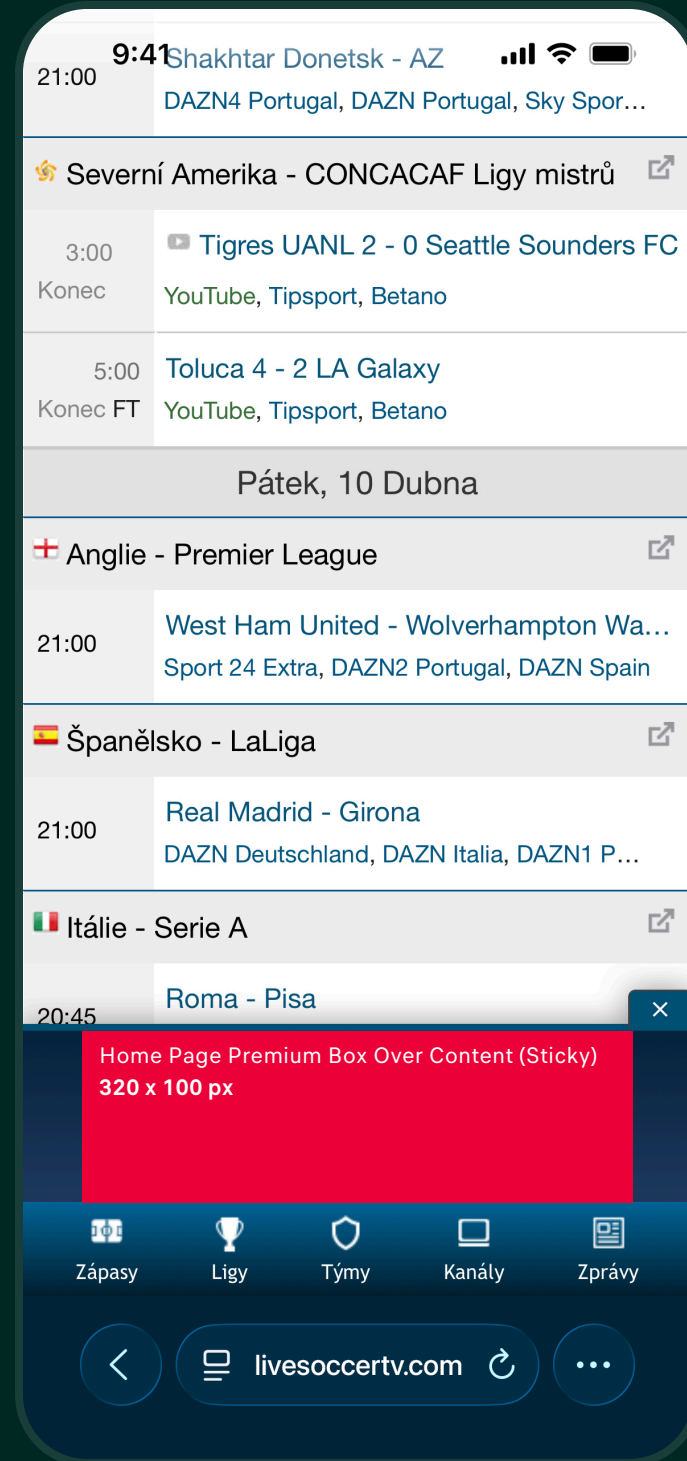 9:41
Shakhtar Donetsk - AZ
21:00
DAZN4 Portugal, DAZN Portugal, Sky Spor...
Severní Amerika - CONCACAF Ligy mistrů
3:00
Tigres UANL 2 - 0 Seattle Sounders FC
Konec
YouTube, Tipsport, Betano
5:00
Toluca 4 - 2 LA Galaxy
Konec FT
YouTube, Tipsport, Betano
Pátek, 10 Dubna
Anglie - Premier League
21:00
West Ham United - Wolverhampton Wa...
Sport 24 Extra, DAZN2 Portugal, DAZN Spain
Španělsko - LaLiga
21:00
Real Madrid - Girona
DAZN Deutschland, DAZN Italia, DAZN1 P...
Itálie - Serie A
20:45
Roma - Pisa
Home Page Premium Box Over Content (Sticky)
320 x 100 px
Zápasy Ligy Týmy Kanály Zprávy
livesoccertv.com